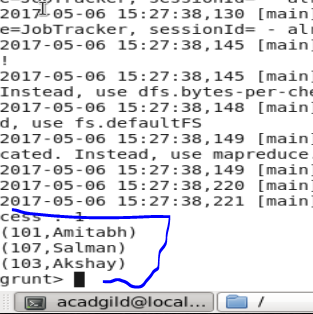 2017-05-06 15:27:38,130 [main]
e=JobTracker, sessionId= - alr
2017-05-06 15:27:38,145 [main]
!
2017-05-06 15:27:38,145 [main]
Instead, use dfs.bytes-per-che
2017-05-06 15:27:38,148 [main]
d, use fs.defaultFS
2017-05-06 15:27:38,149 [main]
cated. Instead, use mapreduce.
2017-05-06 15:27:38,149 [main]
2017-05-06 15:27:38,220 [main]
2017-05-06 15:27:38,221 [main]
cess : 1
(101,Amitabh)
(107,Salman)
(103,Akshay)
grunt>
acadgild@local... /